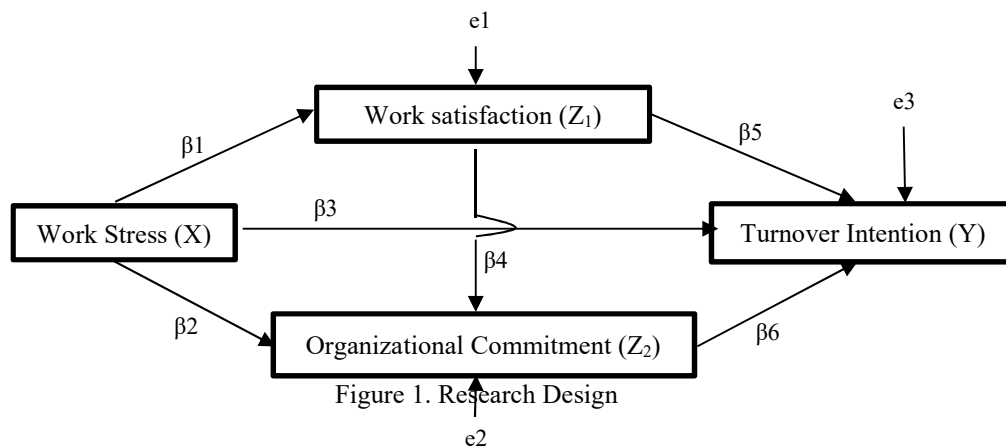 e1
Work satisfaction (Z₁)
e3
β1
β5
β3
Work Stress (X)
Turnover Intention (Y)
β4
β2
Organizational Commitment (Z₂)
β6
Figure 1. Research Design
e2